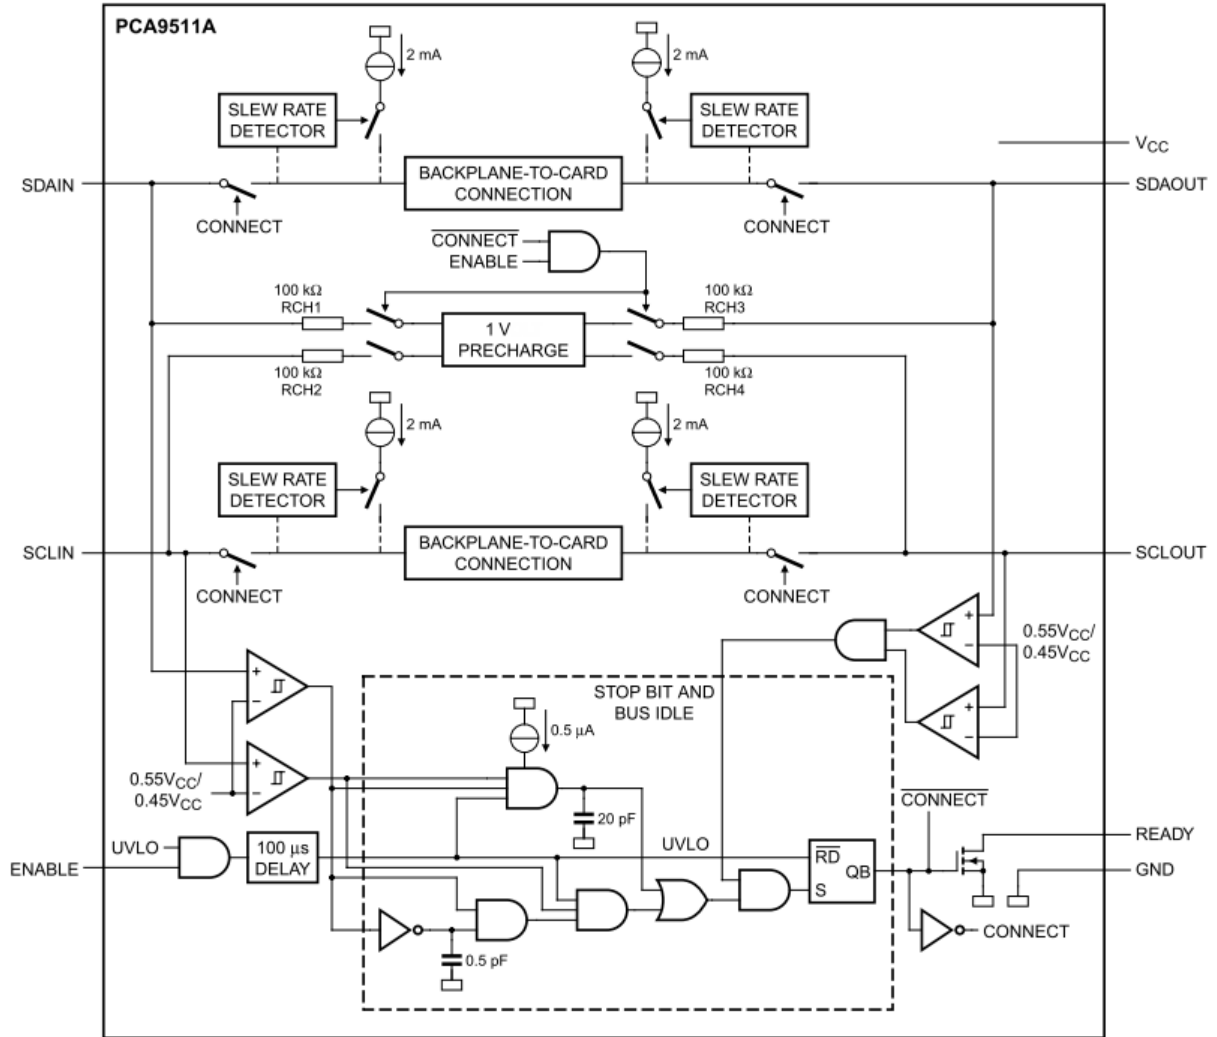 PCA9511A
2 mA
2 mA
SLEW RATE
DETECTOR
SLEW RATE
DETECTOR
VCC
SDAIN
BACKPLANE-TO-CARD
CONNECTION
SDAOUT
CONNECT
CONNECT
CONNECT
ENABLE
100 kΩ
RCH1
100 kΩ
RCH3
1 V
PRECHARGE
100 kΩ
RCH2
100 kΩ
RCH4
2 mA
2 mA
SLEW RATE
DETECTOR
SLEW RATE
DETECTOR
SCLIN
BACKPLANE-TO-CARD
CONNECTION
SCLOUT
CONNECT
CONNECT
+
−
0.55VCC/
0.45VCC
+
−
STOP BIT AND
BUS IDLE
+
−
0.5 μA
+
−
0.55VCC/
0.45VCC
CONNECT
20 pF
UVLO
100 μs
DELAY
UVLO
READY
ENABLE
RD
QB
S
GND
CONNECT
0.5 pF